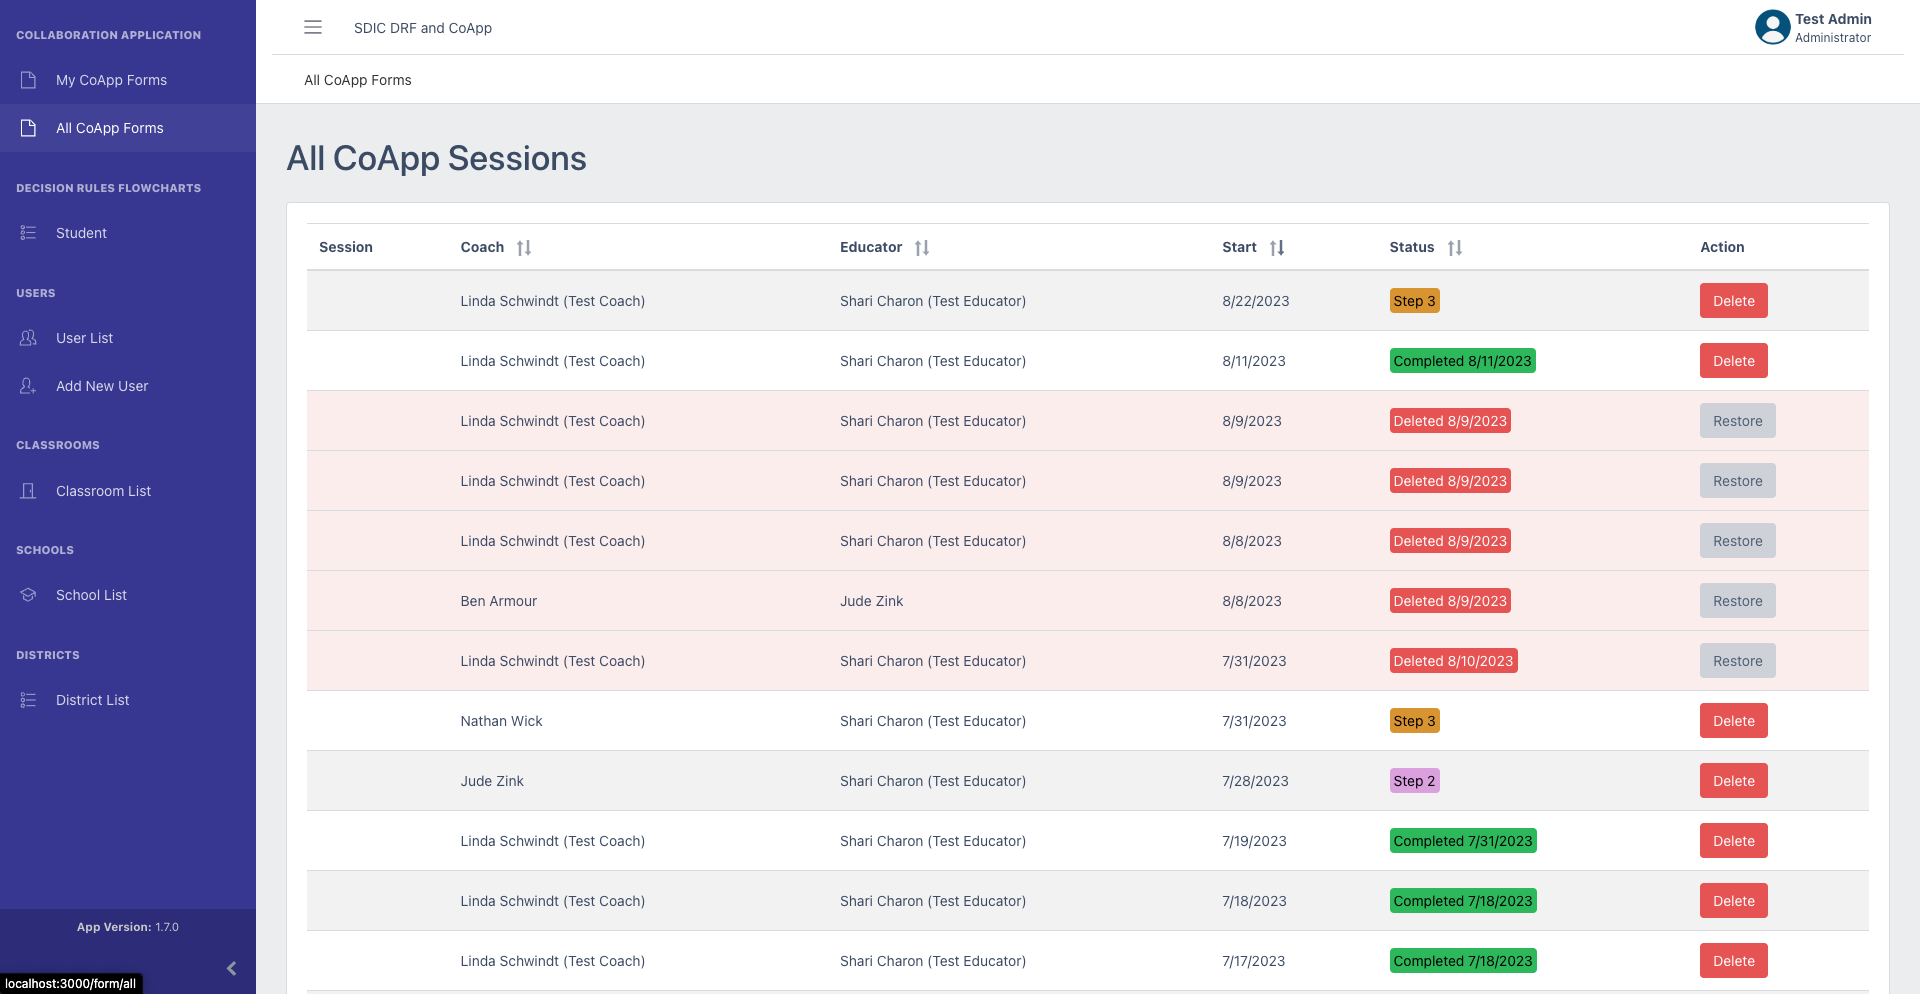 COLLABORATION APPLICATION
My CoApp Forms
All CoApp Forms
DECISION RULES FLOWCHARTS
Student
USERS
User List
Add New User
CLASSROOMS
Classroom List
SCHOOLS
School List
DISTRICTS
District List
App Version: 1.7.0
localhost:3000/form/all
SDIC DRF and CoApp
Test Admin
Administrator
All CoApp Forms
All CoApp Sessions
Session Coach Educator Start Status Action
Linda Schwindt (Test Coach) Shari Charon (Test Educator) 8/22/2023 Step 3 Delete
Linda Schwindt (Test Coach) Shari Charon (Test Educator) 8/11/2023 Completed 8/11/2023 Delete
Linda Schwindt (Test Coach) Shari Charon (Test Educator) 8/9/2023 Deleted 8/9/2023 Restore
Linda Schwindt (Test Coach) Shari Charon (Test Educator) 8/9/2023 Deleted 8/9/2023 Restore
Linda Schwindt (Test Coach) Shari Charon (Test Educator) 8/8/2023 Deleted 8/9/2023 Restore
Ben Armour Jude Zink 8/8/2023 Deleted 8/9/2023 Restore
Linda Schwindt (Test Coach) Shari Charon (Test Educator) 7/31/2023 Deleted 8/10/2023 Restore
Nathan Wick Shari Charon (Test Educator) 7/31/2023 Step 3 Delete
Jude Zink Shari Charon (Test Educator) 7/28/2023 Step 2 Delete
Linda Schwindt (Test Coach) Shari Charon (Test Educator) 7/19/2023 Completed 7/31/2023 Delete
Linda Schwindt (Test Coach) Shari Charon (Test Educator) 7/18/2023 Completed 7/18/2023 Delete
Linda Schwindt (Test Coach) Shari Charon (Test Educator) 7/17/2023 Completed 7/18/2023 Delete